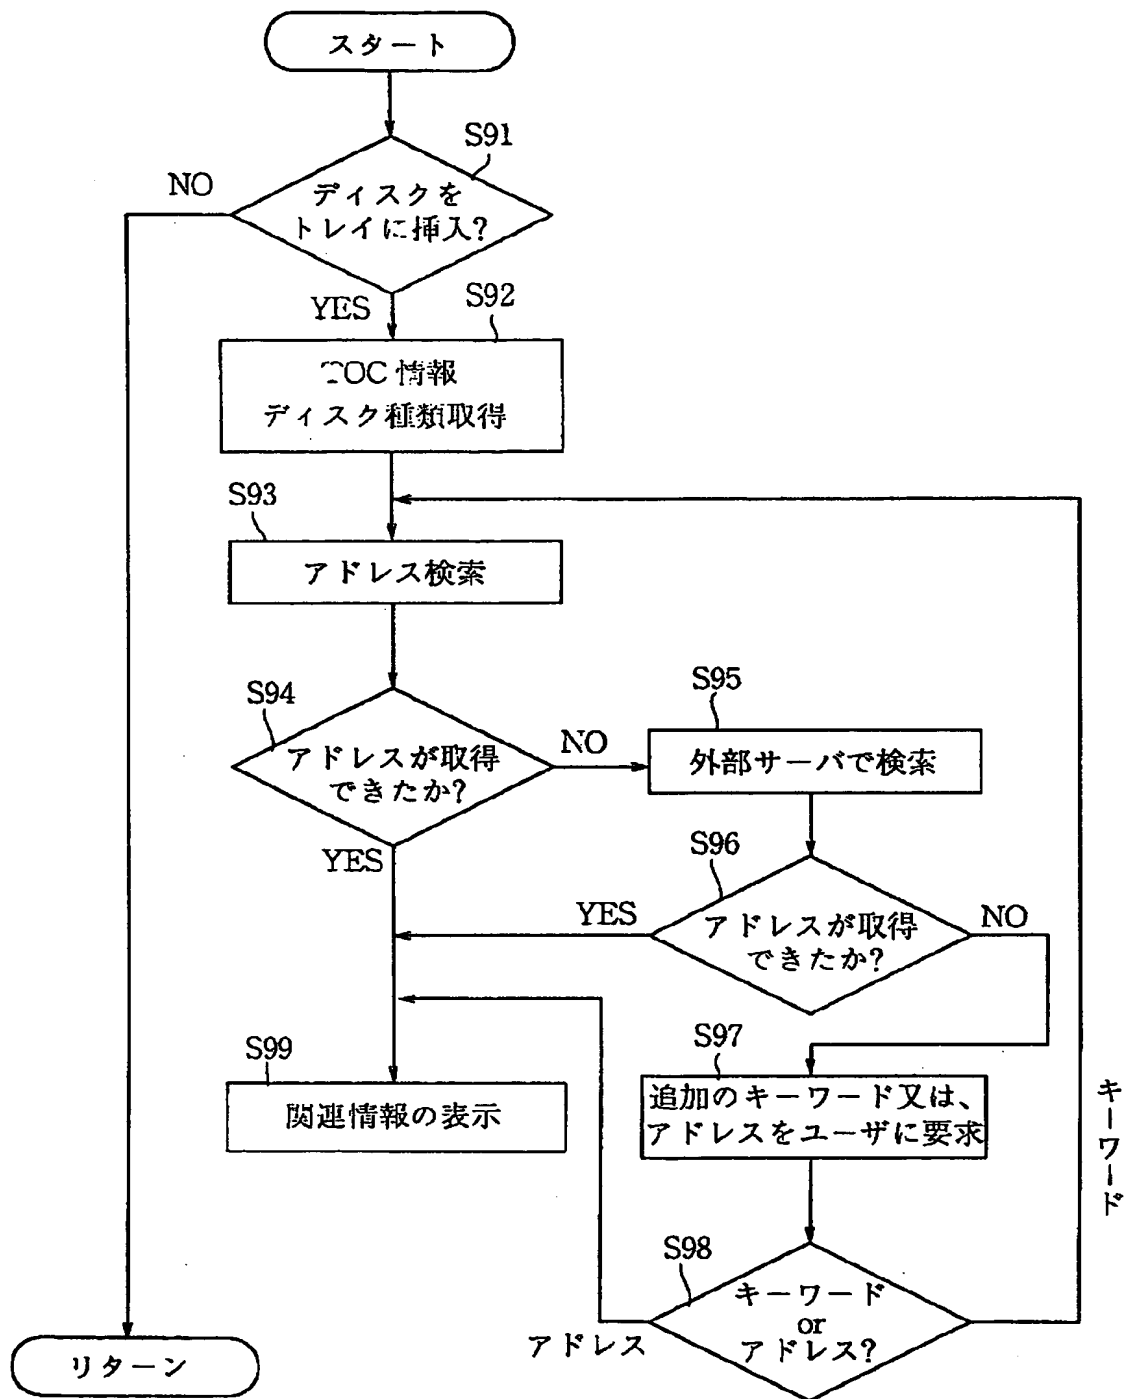 スタート
S91
NO
ディスクを
トレイに挿入?
YES
S92
TOC 情報
ディスク種類取得
S93
アドレス検索
S94
アドレスが取得
できたか?
NO
S95
外部サーバで検索
YES
S96
アドレスが取得
できたか?
YES
NO
S97
追加のキーワード又は、
アドレスをユーザに要求
キーワード
S99
関連情報の表示
S98
キーワード
or
アドレス?
アドレス
リターン